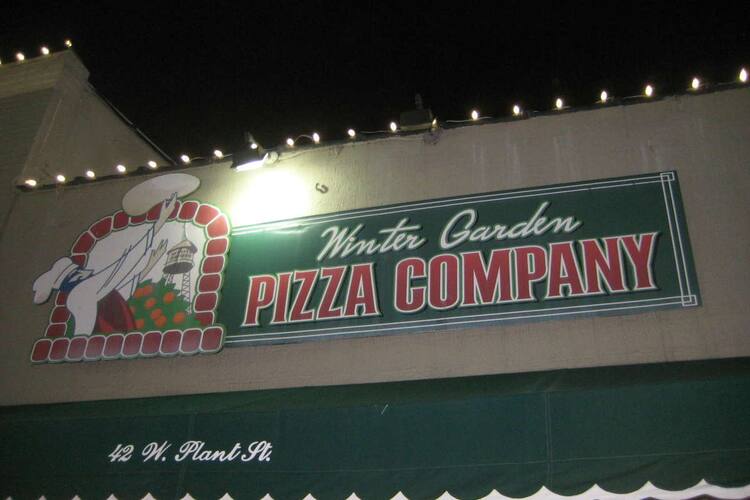 Winter Garden
PIZZA COMPANY
42 W. Plant St.